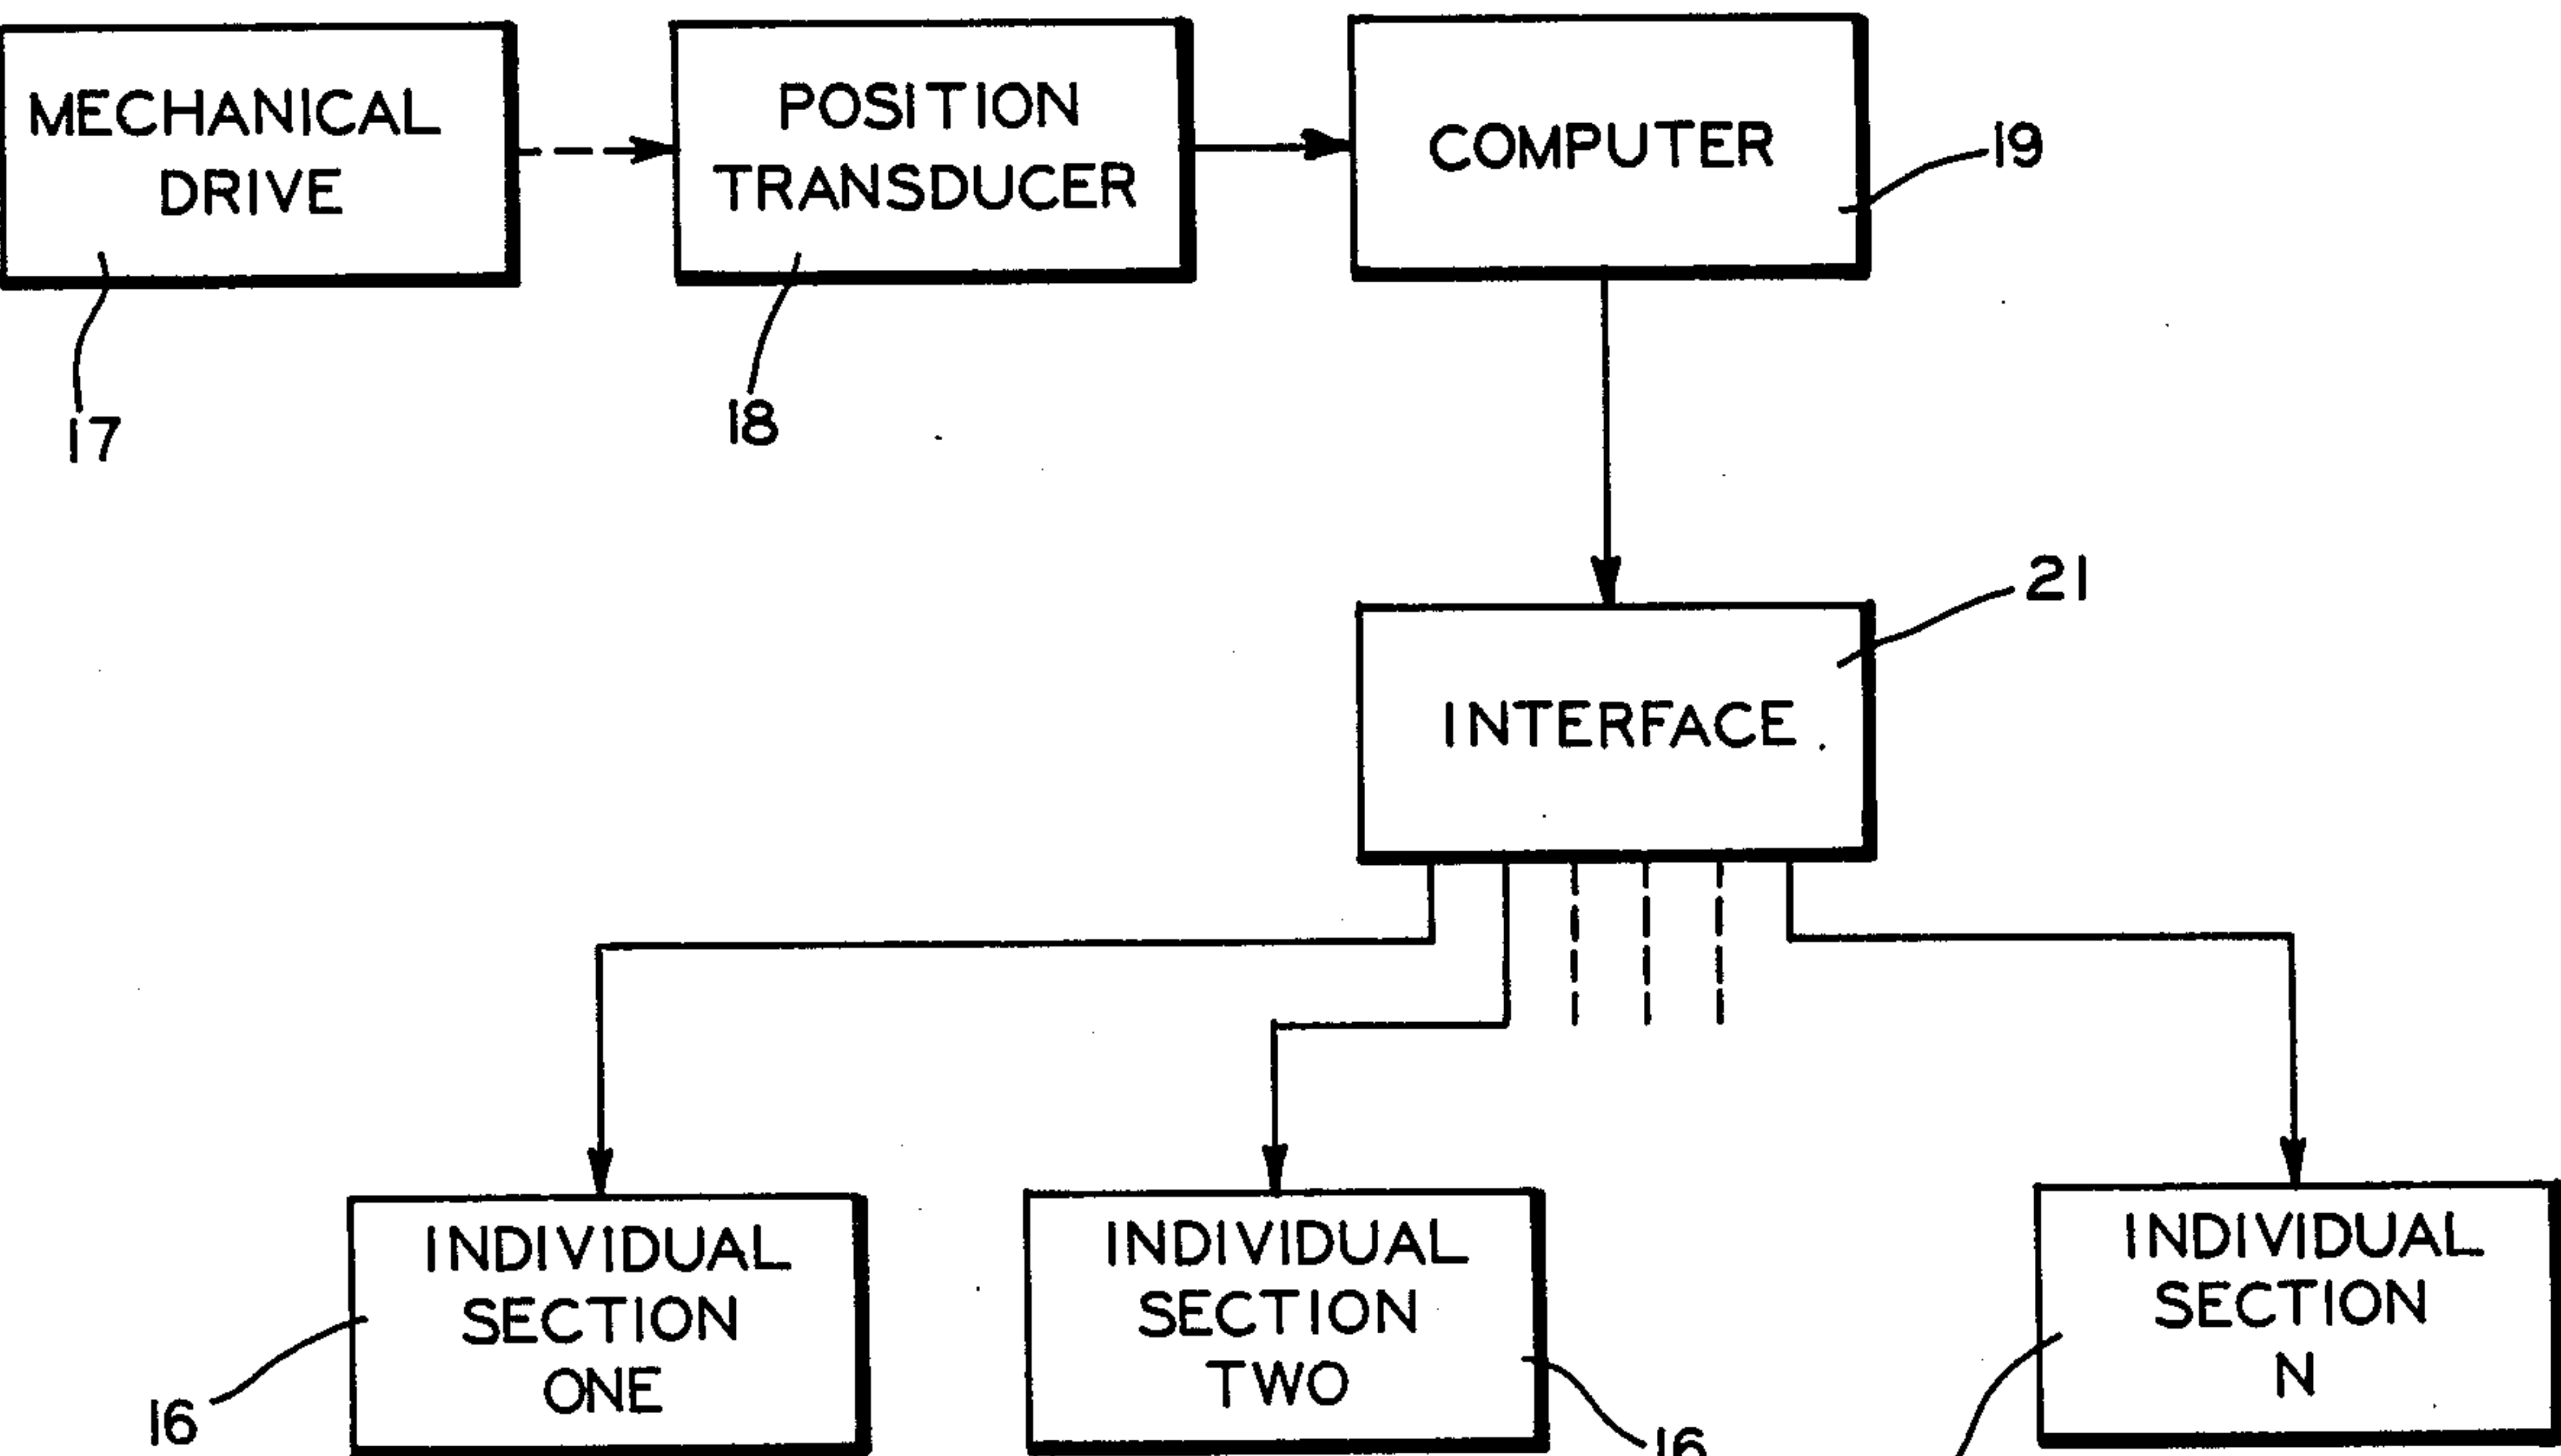 MECHANICAL
DRIVE
POSITION
TRANSDUCER
COMPUTER
19
17
18
21
INTERFACE
INDIVIDUAL
SECTION
ONE
INDIVIDUAL
SECTION
TWO
INDIVIDUAL
SECTION
N
16
16